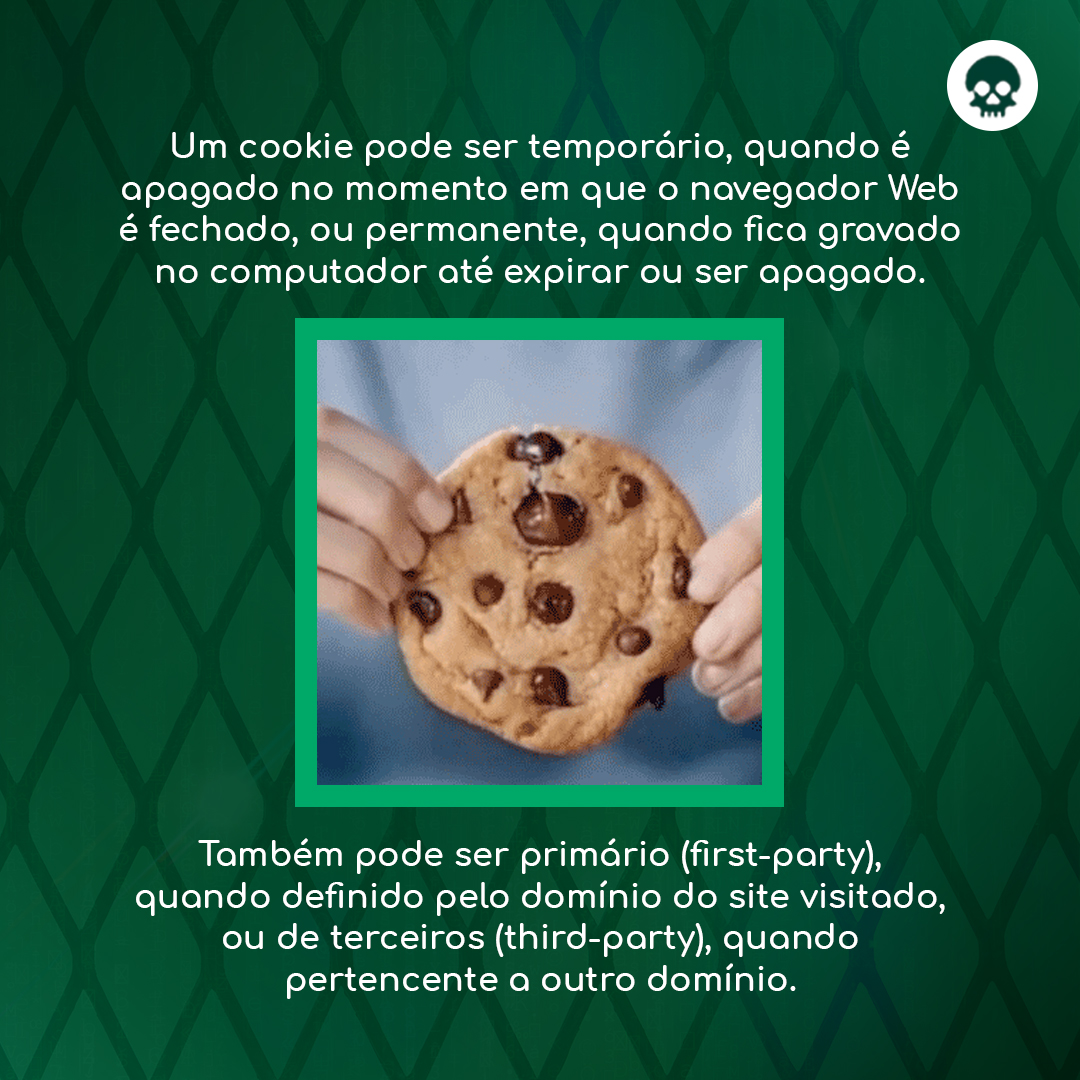 Um cookie pode ser temporário, quando é
apagado no momento em que o navegador Web
é fechado, ou permanente, quando fica gravado
no computador até expirar ou ser apagado.
Também pode ser primário (first-party),
quando definido pelo domínio do site visitado,
ou de terceiros (third-party), quando
pertencente a outro domínio.